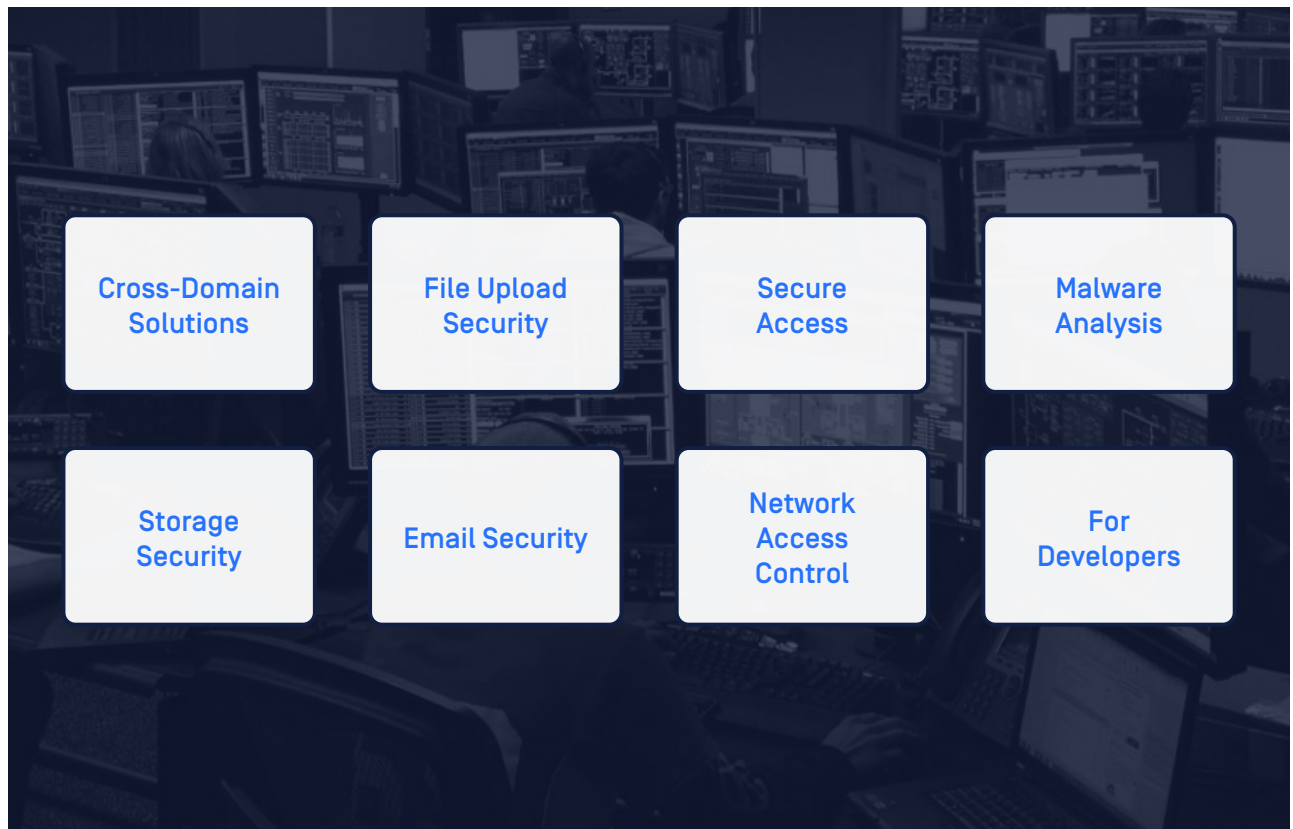 Cross-Domain
Solutions
File Upload
Security
Secure
Access
Malware
Analysis
Storage
Security
Email Security
Network
Access
Control
For
Developers